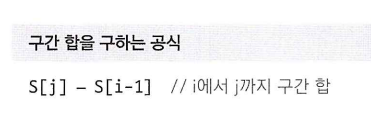 구간 합을 구하는 공식
S[j] – S[i-1] // i에서 j까지 구간 합